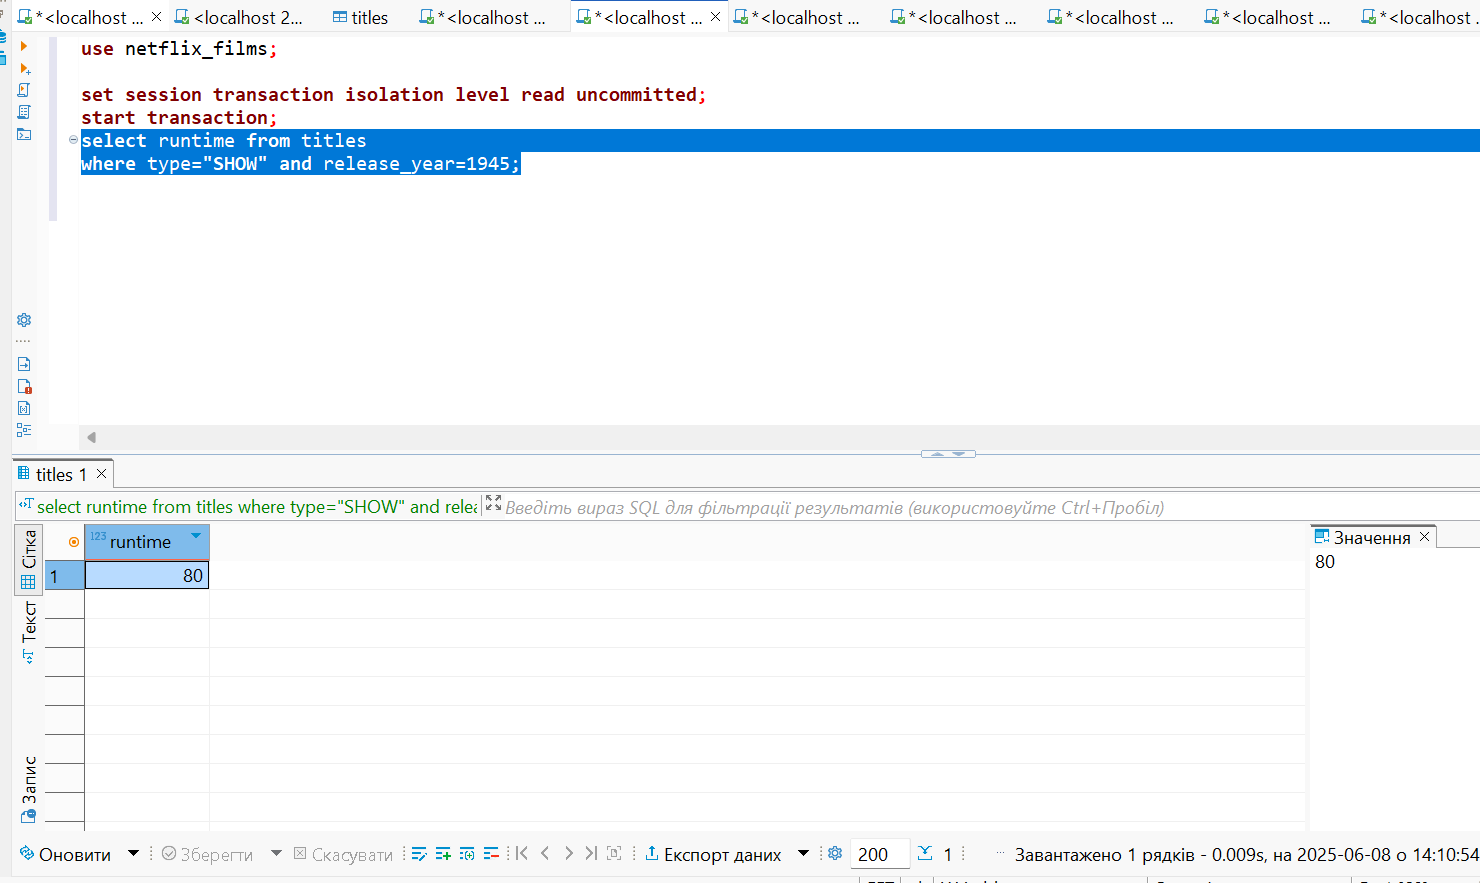 *<localhost ...
<localhost 2...
titles
*<localhost ...
*<localhost ...
*<localhost ...
*<localhost ...
*<localhost ...
*<localhost ...
*<localhost .
use netflix_films;
set session transaction isolation level read uncommitted;
start transaction;
select runtime from titles
where type="SHOW" and release_year=1945;
titles 1
select runtime from titles where type="SHOW" and relea
Введіть вираз SQL для фільтрації результатів (використовуйте Ctrl+Пробіл)
Сітка
Текст
Запис
123 runtime
1
80
Значення
80
Оновити
Зберегти
Скасувати
Експорт даних
200
1
Завантажено 1 рядків - 0.009s, на 2025-06-08 о 14:10:54